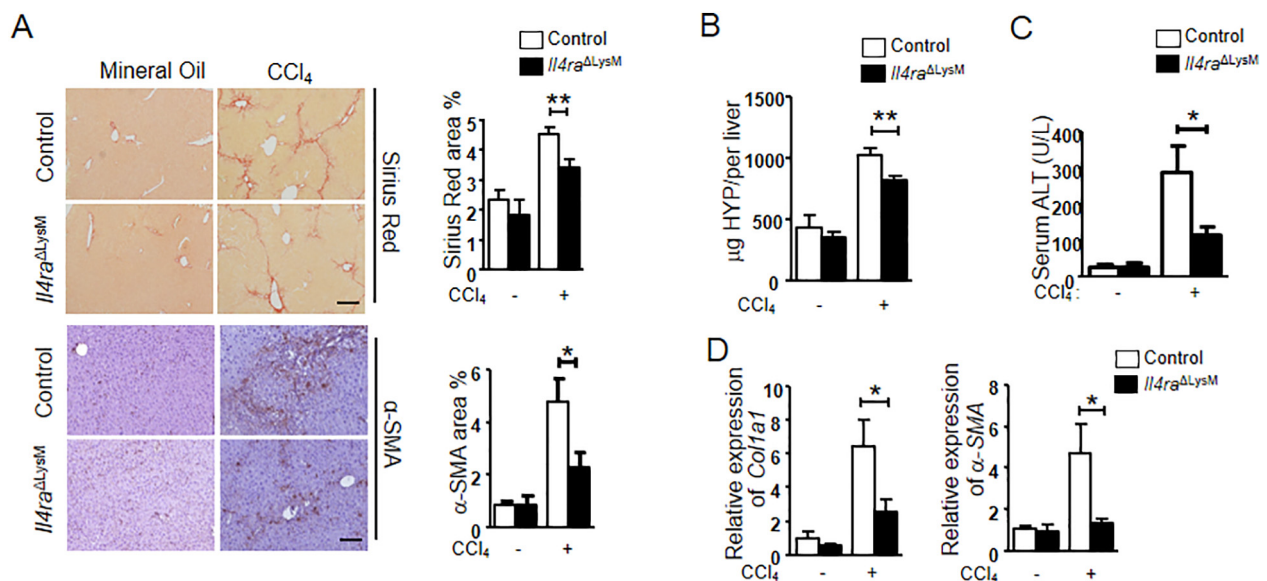 A
Mineral Oil
CCl₄
Control
Il4raΔLysM
Sirius Red
Control
Il4raΔLysM
α-SMA
Control
Il4raΔLysM
Sirius Red area %
5
4
3
2
1
0
**
CCl₄ - +
α-SMA area %
6
4
2
0
*
CCl₄ - +
B
Control
Il4raΔLysM
µg HYP/per liver
1500
1000
500
0
**
CCl₄ - +
C
Control
Il4raΔLysM
Serum ALT (U/L)
400
300
200
100
0
*
CCl₄ : - +
D
Control
Il4raΔLysM
Relative expression
of Col1a1
10
8
6
4
2
0
*
CCl₄ - +
Relative expression
of α-SMA
8
6
4
2
0
*
CCl₄ - +